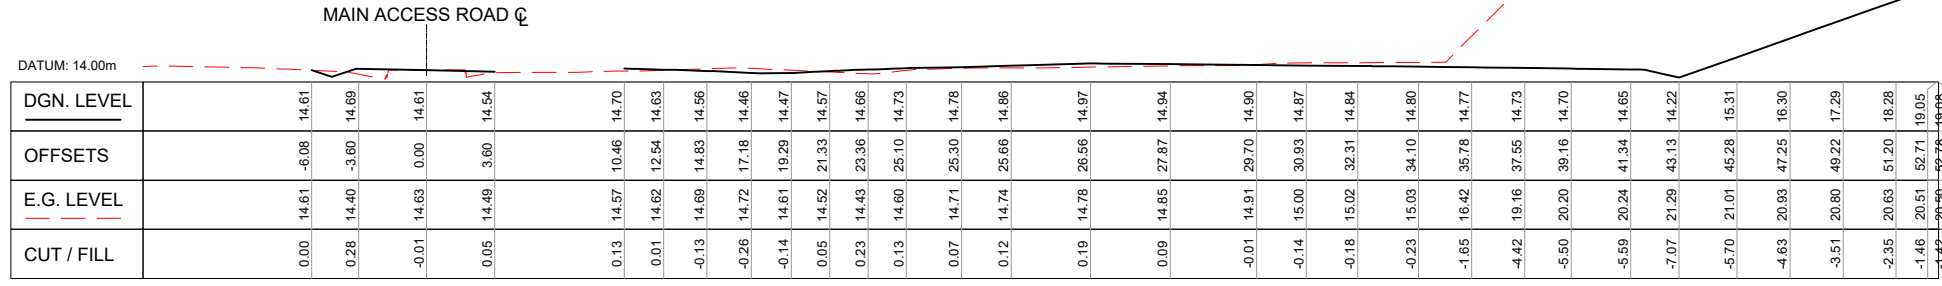 MAIN ACCESS ROAD ℄
DATUM: 14.00m
DGN. LEVEL 14.61 14.69 14.61 14.54 14.70 14.63 14.56 14.46 14.47 14.57 14.66 14.73 14.78 14.86 14.97 14.94 14.90 14.87 14.84 14.80 14.77 14.73 14.70 14.65 14.22 15.31 16.30 17.29 18.28 19.05 19.08
OFFSETS -6.08 -3.60 0.00 3.60 10.46 12.54 14.83 17.18 19.29 21.33 23.36 25.10 25.30 25.66 26.56 27.87 29.70 30.93 32.31 34.10 35.78 37.55 39.16 41.34 43.13 45.28 47.25 49.22 51.20 52.71 52.78
E.G. LEVEL 14.61 14.40 14.63 14.49 14.57 14.62 14.69 14.72 14.61 14.52 14.43 14.60 14.71 14.74 14.78 14.85 14.91 15.00 15.02 15.03 16.42 19.16 20.20 20.24 21.29 21.01 20.93 20.80 20.63 20.51 20.50
CUT / FILL 0.00 0.28 -0.01 0.05 0.13 0.01 -0.13 -0.26 -0.14 0.05 0.23 0.13 0.07 0.12 0.19 0.09 -0.01 -0.14 -0.18 -0.23 -1.65 -4.42 -5.50 -5.59 -7.07 -5.70 -4.63 -3.51 -2.35 -1.46 -1.42